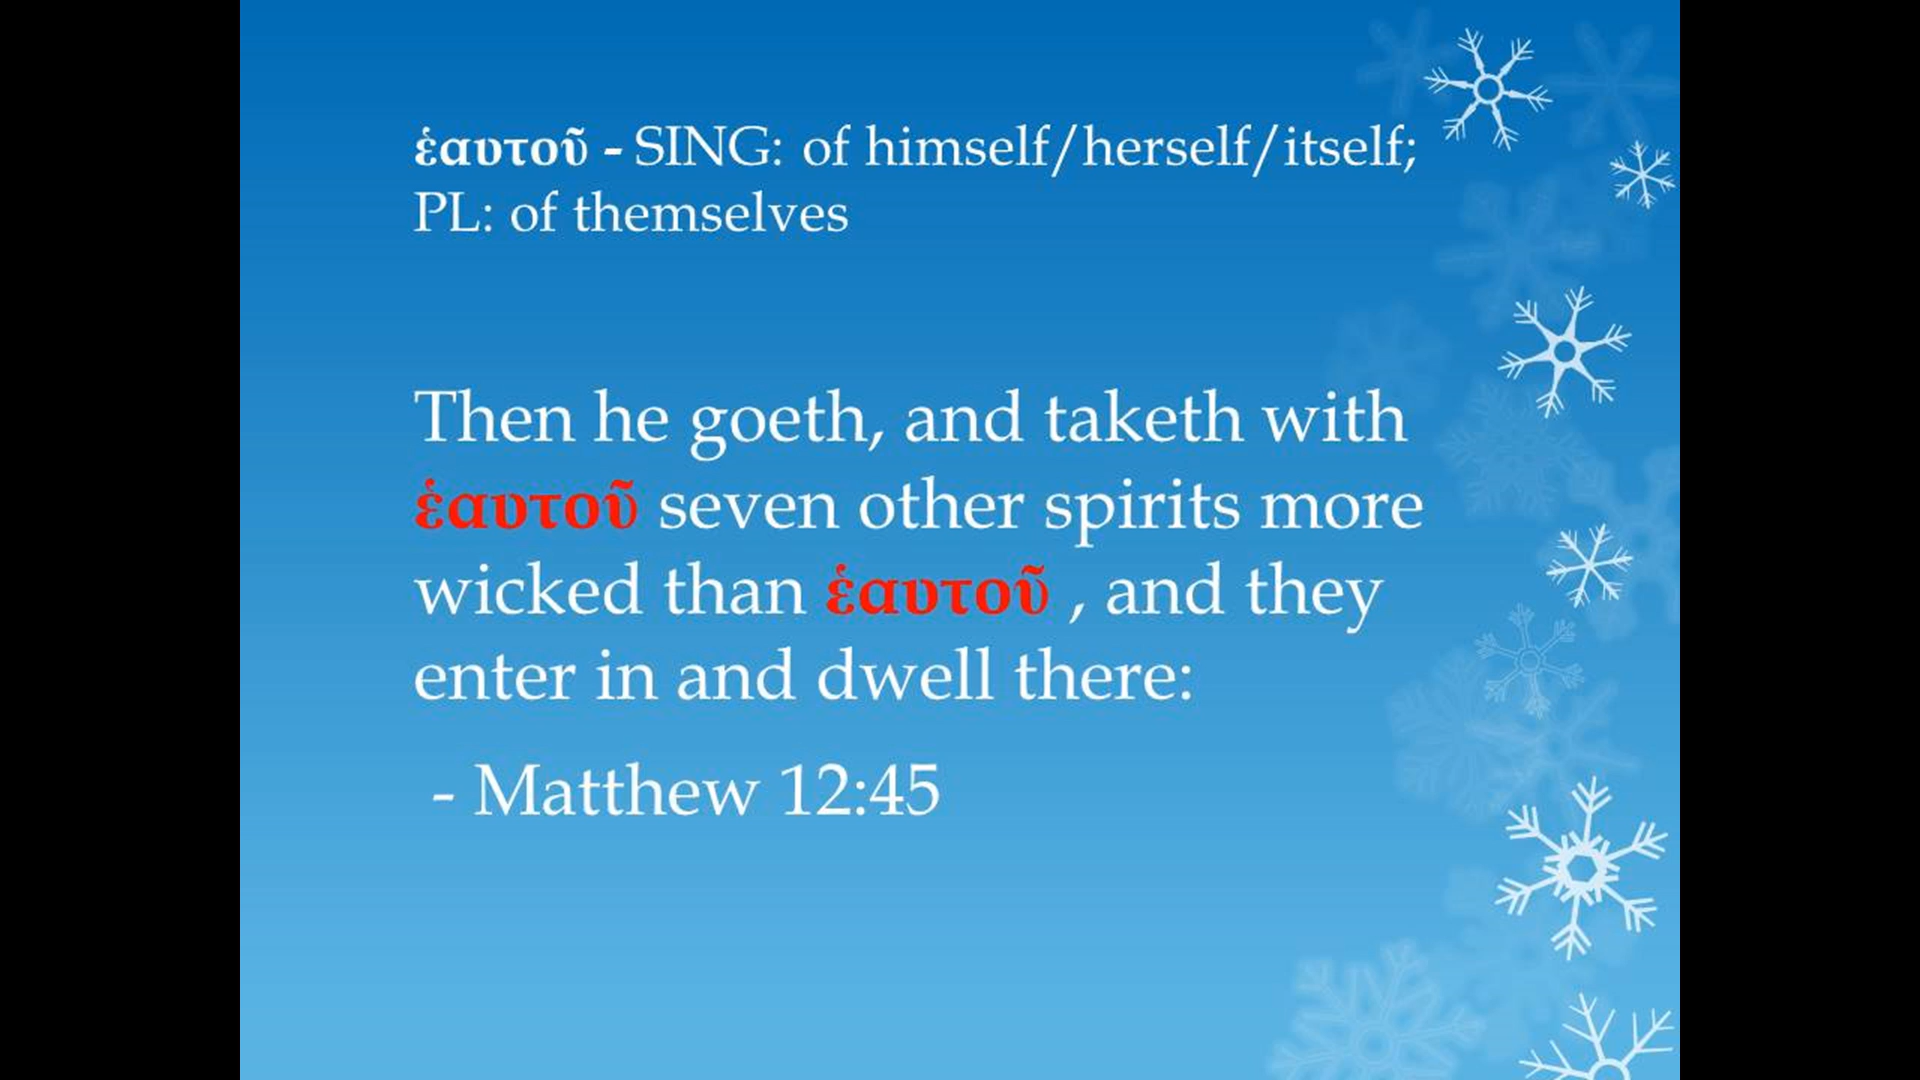 ἑαυτοῦ - SING: of himself/herself/itself;
PL: of themselves
Then he goeth, and taketh with
ἑαυτοῦ seven other spirits more
wicked than ἑαυτοῦ , and they
enter in and dwell there:
- Matthew 12:45